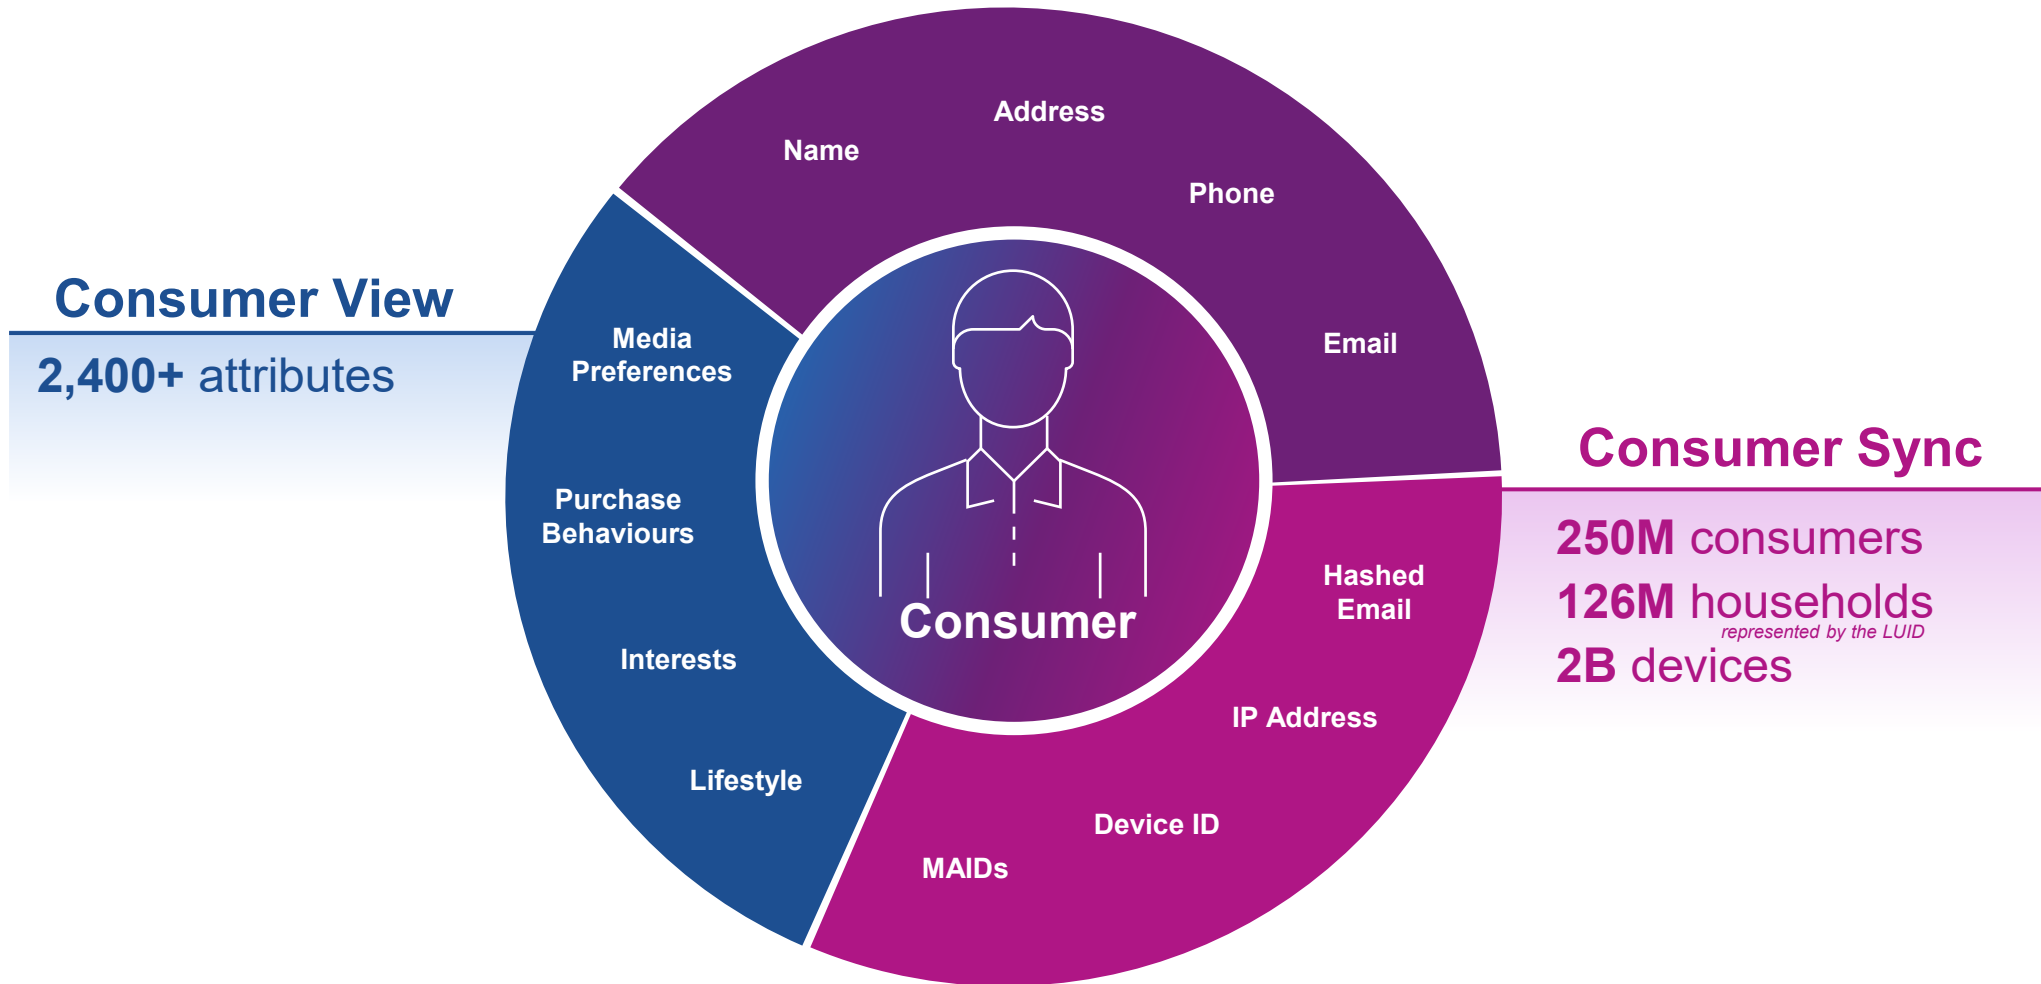 Address
Name
Phone
Email
Consumer View
2,400+ attributes
Media
Preferences
Purchase
Behaviours
Interests
Lifestyle
Consumer
Consumer Sync
250M consumers
126M households
represented by the LUID
2B devices
Hashed
Email
IP Address
Device ID
MAIDs